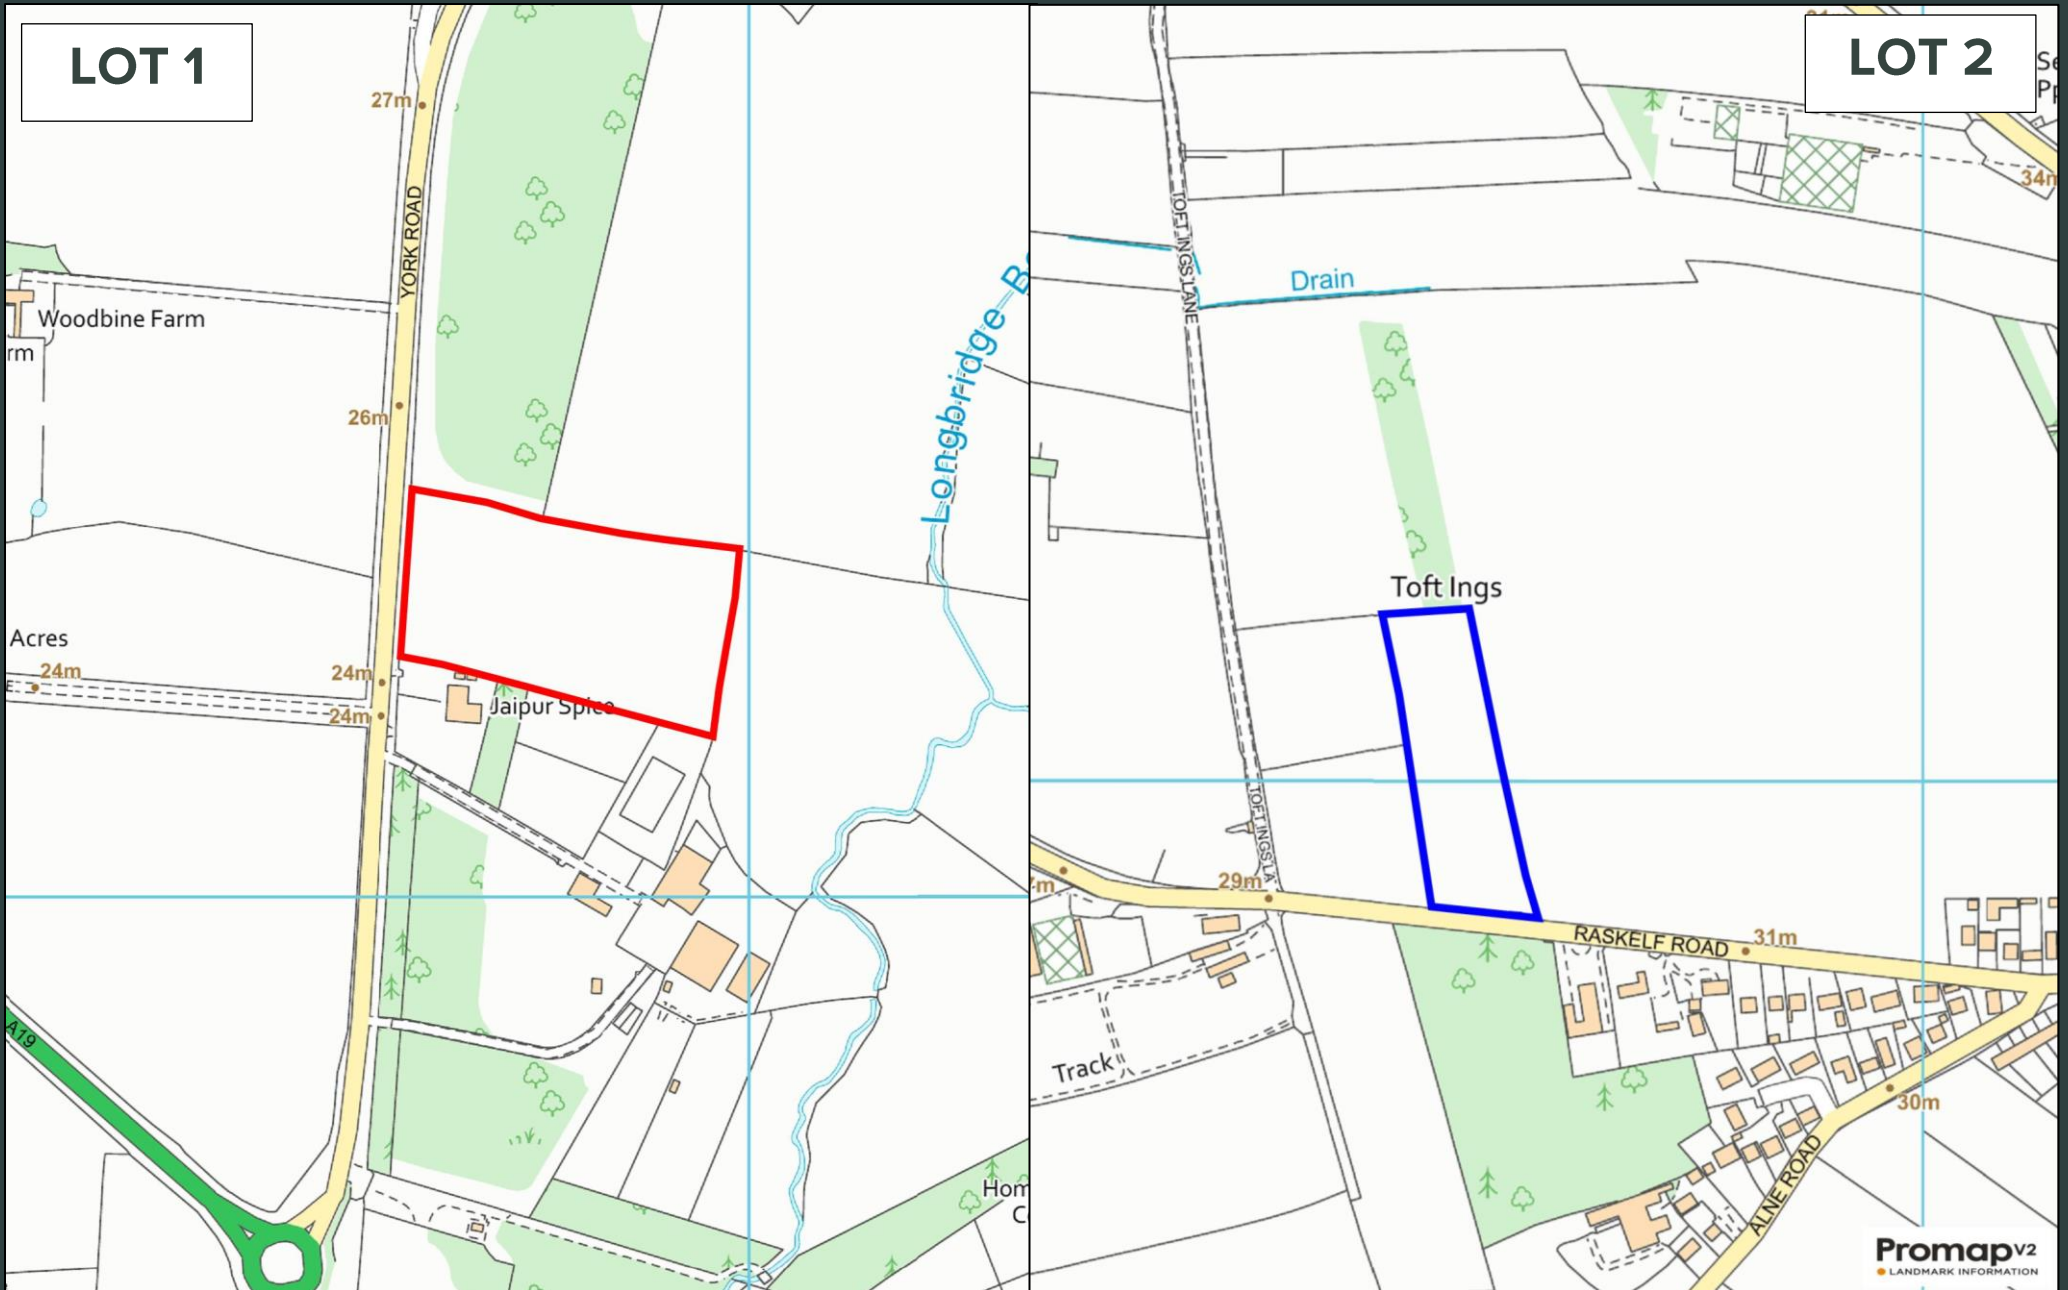 LOT 1
27m
YORK ROAD
Woodbine Farm
rm
26m
Longbridge B
Acres
24m
24m
24m
Jaipur Spice
A19
Hom
C
LOT 2
Se
34m
TOFT INGS LANE
Drain
Toft Ings
TOFT INGS LA
29m
m
RASKELF ROAD
31m
Track
30m
ALNE ROAD
PromapV2
LANDMARK INFORMATION